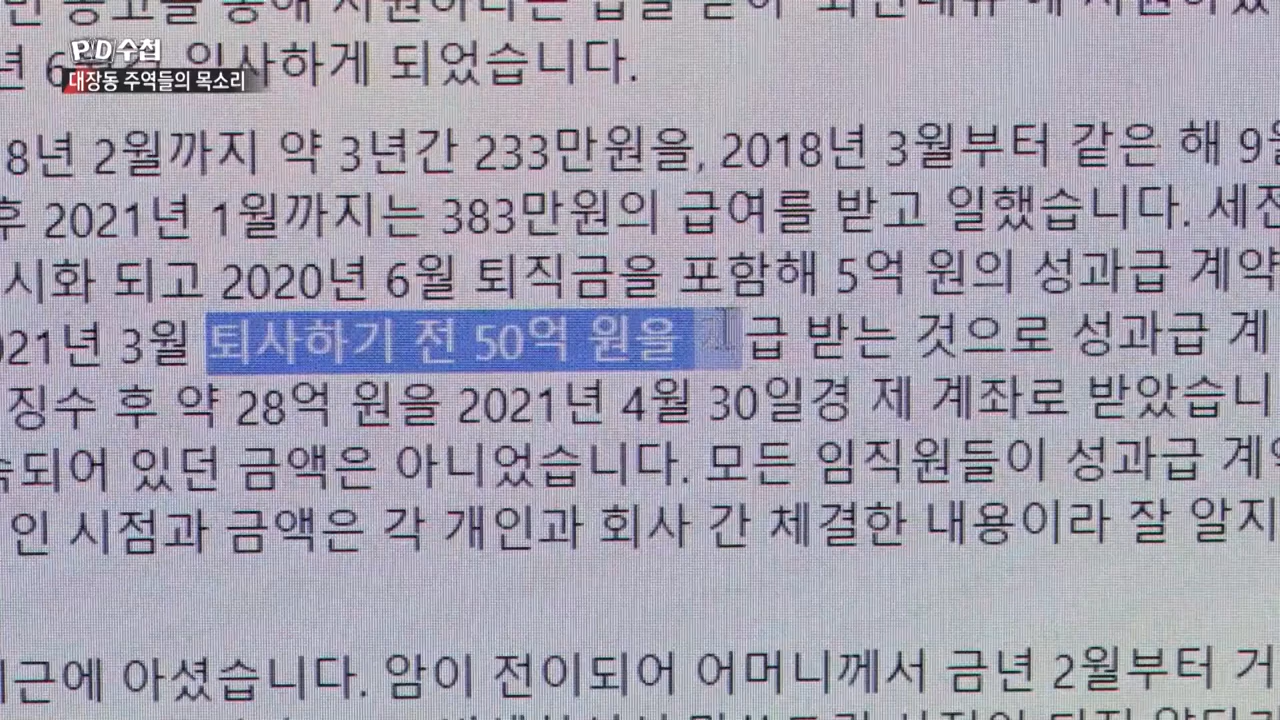 PD수첩
대장동 주역들의 목소리
사하게 되었습니다.
8년 2월까지 약 3년간 233만원을, 2018년 3월부터 같은 해 9월
후 2021년 1월까지는 383만원의 급여를 받고 일했습니다. 세전
시화 되고 2020년 6월 퇴직금을 포함해 5억 원의 성과급 계약
21년 3월 퇴사하기 전 50억 원을 급 받는 것으로 성과급 계
징수 후 약 28억 원을 2021년 4월 30일경 제 계좌로 받았습니
되어 있던 금액은 아니었습니다. 모든 임직원들이 성과급 계약
인 시점과 금액은 각 개인과 회사 간 체결한 내용이라 잘 알지
근에 아셨습니다. 암이 전이되어 어머니께서 금년 2월부터 거